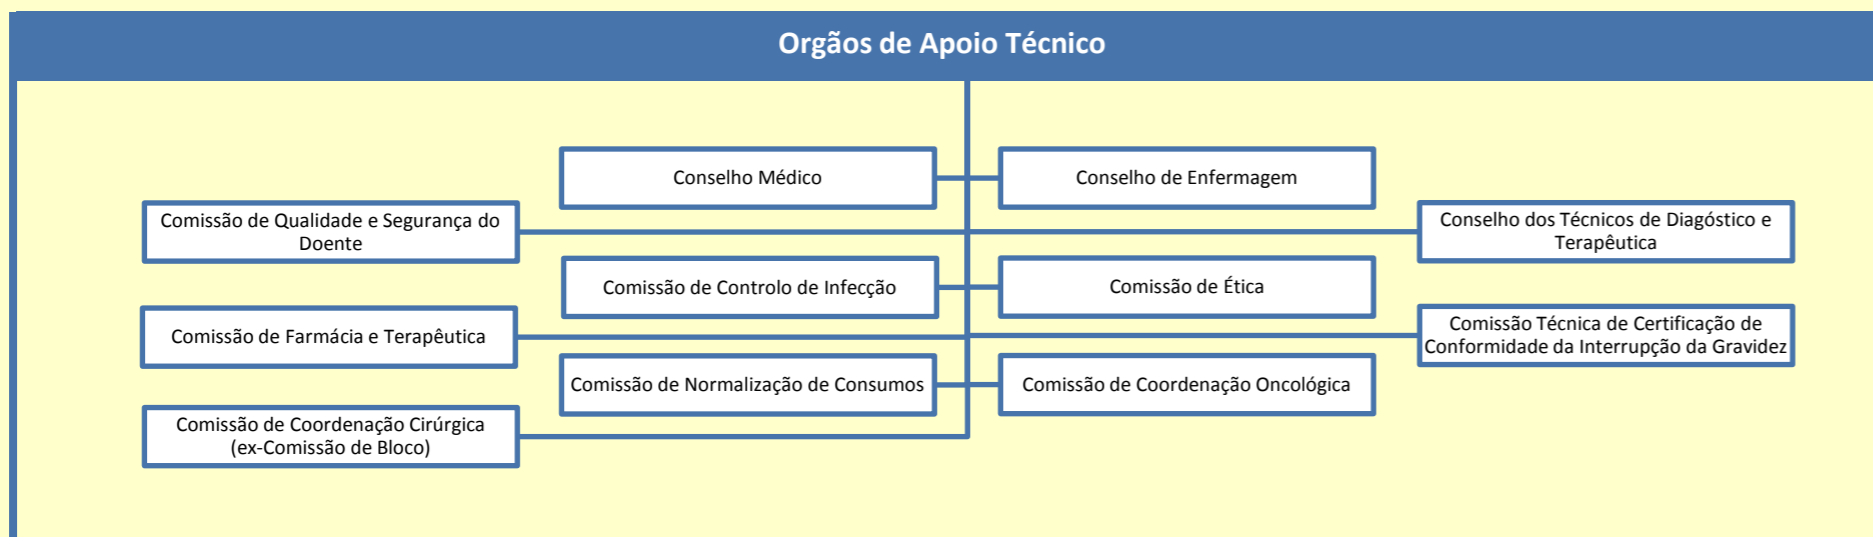 Orgãos de Apoio Técnico
Conselho Médico
Conselho de Enfermagem
Comissão de Qualidade e Segurança do
Doente
Conselho dos Técnicos de Diagóstico e
Terapêutica
Comissão de Controlo de Infecção
Comissão de Ética
Comissão de Farmácia e Terapêutica
Comissão Técnica de Certificação de
Conformidade da Interrupção da Gravidez
Comissão de Normalização de Consumos
Comissão de Coordenação Oncológica
Comissão de Coordenação Cirúrgica
(ex-Comissão de Bloco)